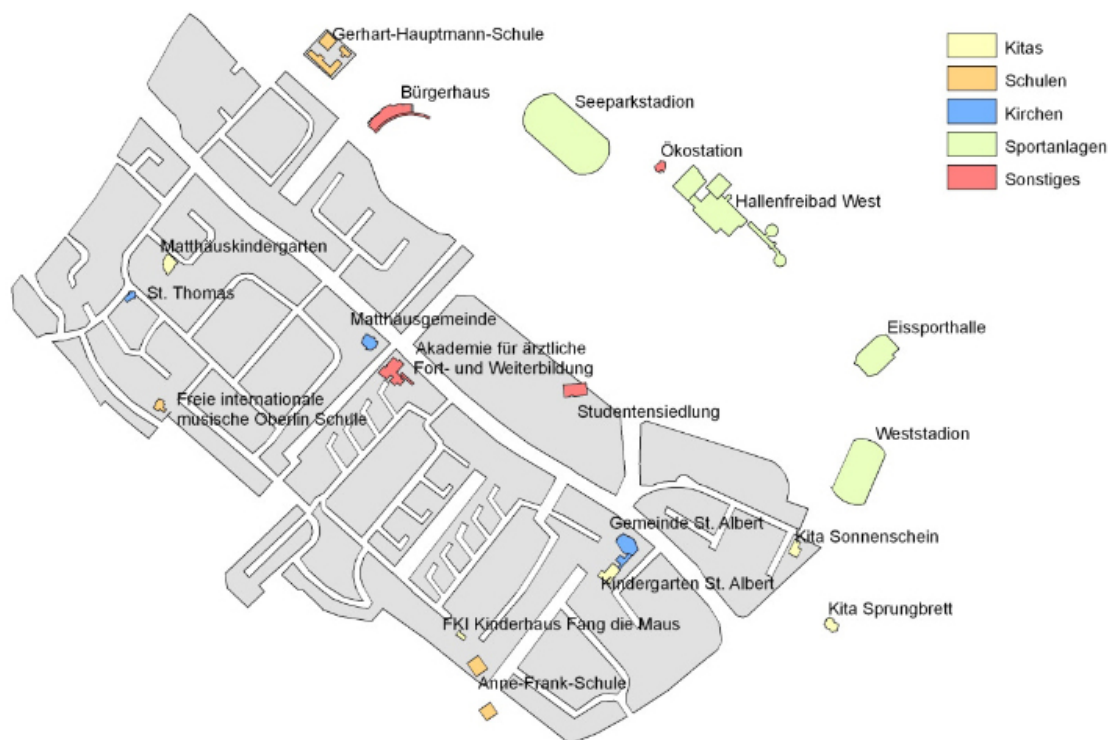 Gerhart-Hauptmann-Schule
Bürgerhaus
Seeparkstadion
Ökostation
Hallenfreibad West
Kitas
Schulen
Kirchen
Sportanlagen
Sonstiges
Matthäuskindergarten
St. Thomas
Matthäusgemeinde
Akademie für ärztliche
Fort- und Weiterbildung
Eissporthalle
Freie internationale
musische Oberlin Schule
Studentensiedlung
Weststadion
Gemeinde St. Albert
Kita Sonnenschein
Kindergarten St. Albert
Kita Sprungbrett
FKI Kinderhaus Fang die Maus
Anne-Frank-Schule